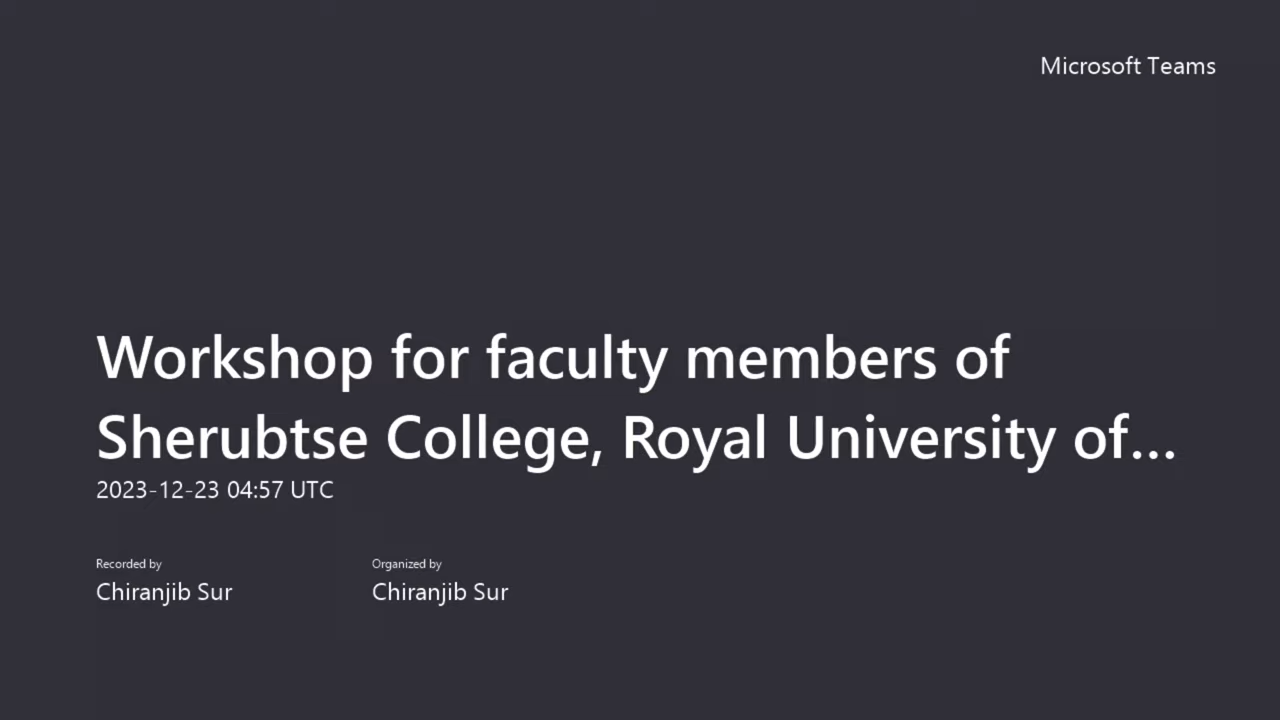 Microsoft Teams
Workshop for faculty members of
Sherubtse College, Royal University of...
2023-12-23 04:57 UTC
Recorded by
Chiranjib Sur
Organized by
Chiranjib Sur